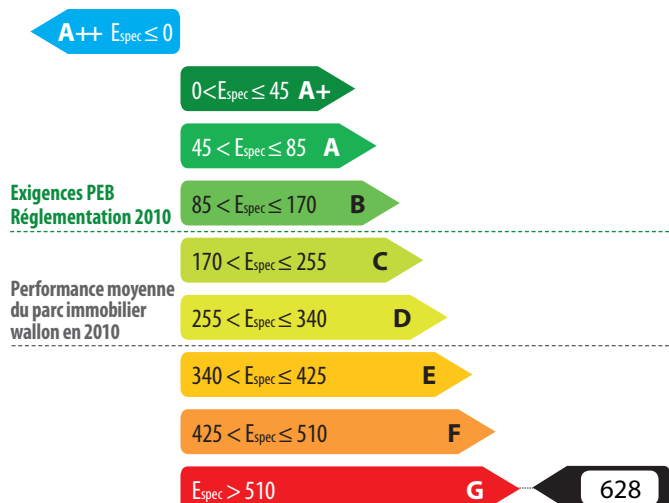 A++ Espec ≤ 0
0<Espec ≤ 45 A+
45 < Espec ≤ 85 A
Exigences PEB
Réglementation 2010
85 < Espec ≤ 170 B
170 < Espec ≤ 255 C
Performance moyenne
du parc immobilier
wallon en 2010
255 < Espec ≤ 340 D
340 < Espec ≤ 425 E
425 < Espec ≤ 510 F
Espec > 510 G 628